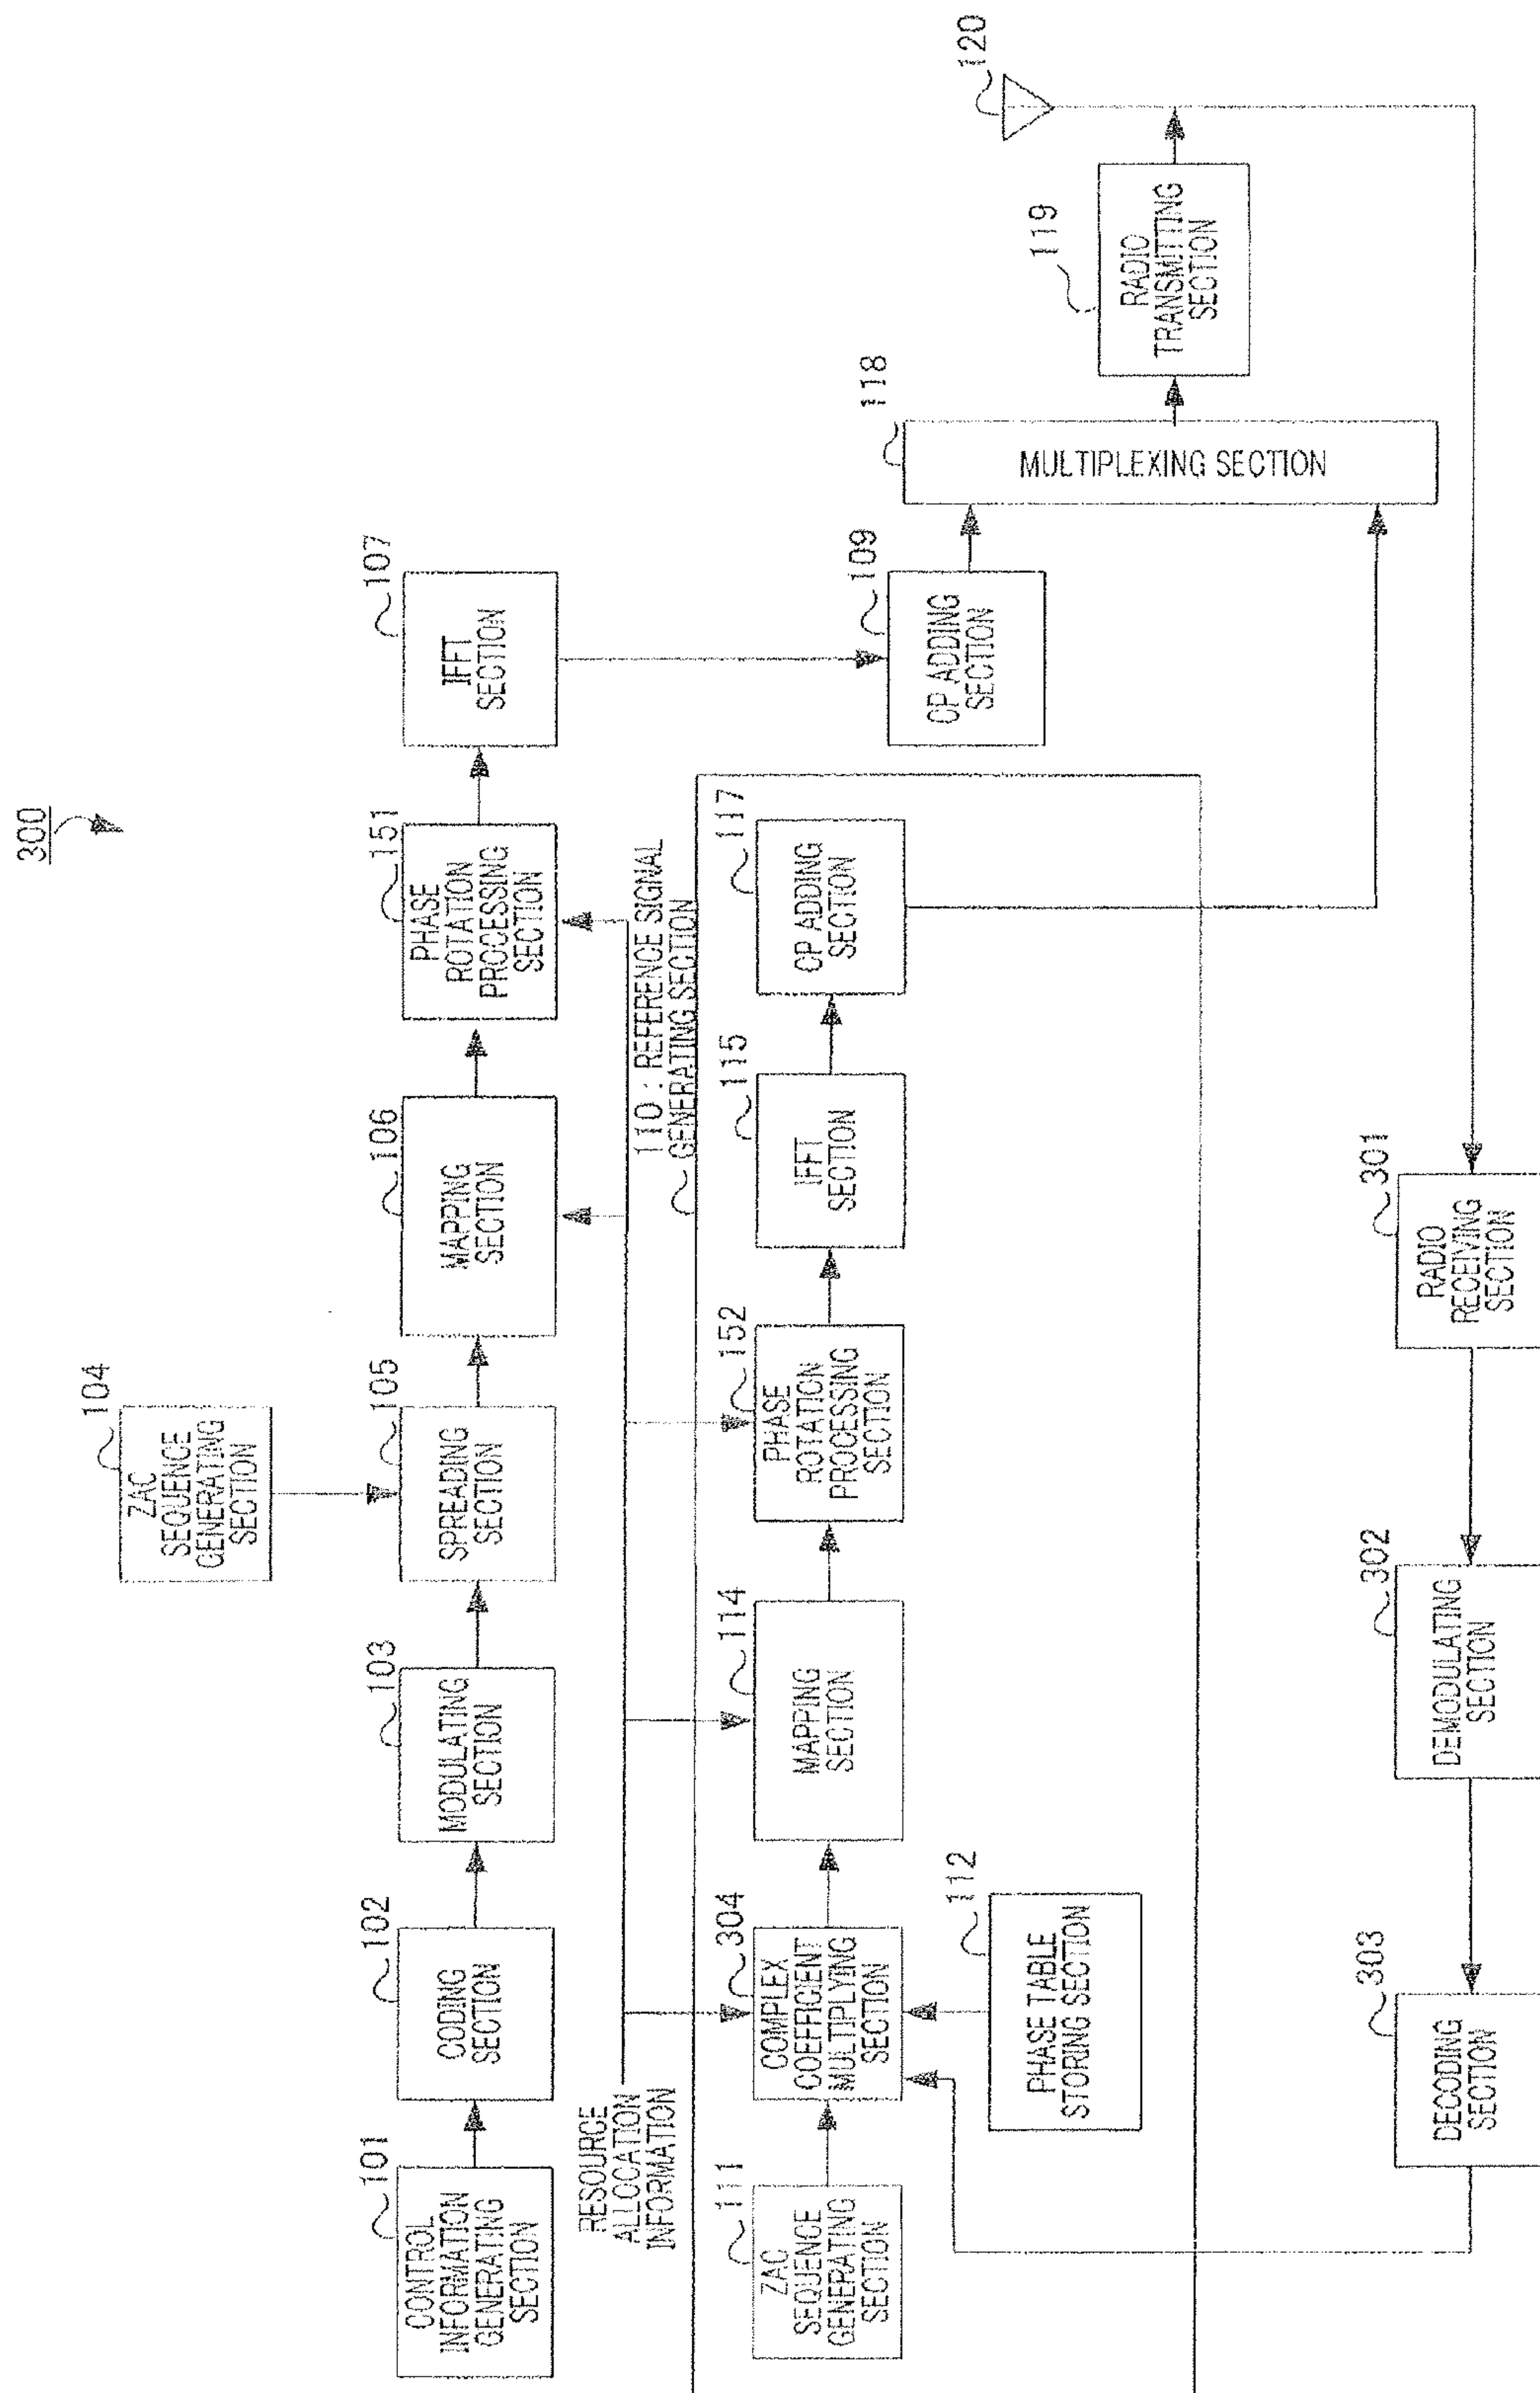 300
104
ZAC
SEQUENCE
GENERATING
SECTION
101
CONTROL
INFORMATION
GENERATING
SECTION
102
CODING
SECTION
103
MODULATING
SECTION
105
SPREADING
SECTION
106
MAPPING
SECTION
151
PHASE
ROTATION
PROCESSING
SECTION
107
IFFT
SECTION
RESOURCE
ALLOCATION
INFORMATION
110 : REFERENCE SIGNAL
GENERATING SECTION
111
ZAC
SEQUENCE
GENERATING
SECTION
304
COMPLEX
COEFFICIENT
MULTIPLYING
SECTION
114
MAPPING
SECTION
152
PHASE
ROTATION
PROCESSING
SECTION
115
IFFT
SECTION
117
CP ADDING
SECTION
109
CP ADDING
SECTION
118
MULTIPLEXING SECTION
119
RADIO
TRANSMITTING
SECTION
120
112
PHASE TABLE
STORING SECTION
303
DECODING
SECTION
302
DEMODULATING
SECTION
301
RADIO
RECEIVING
SECTION